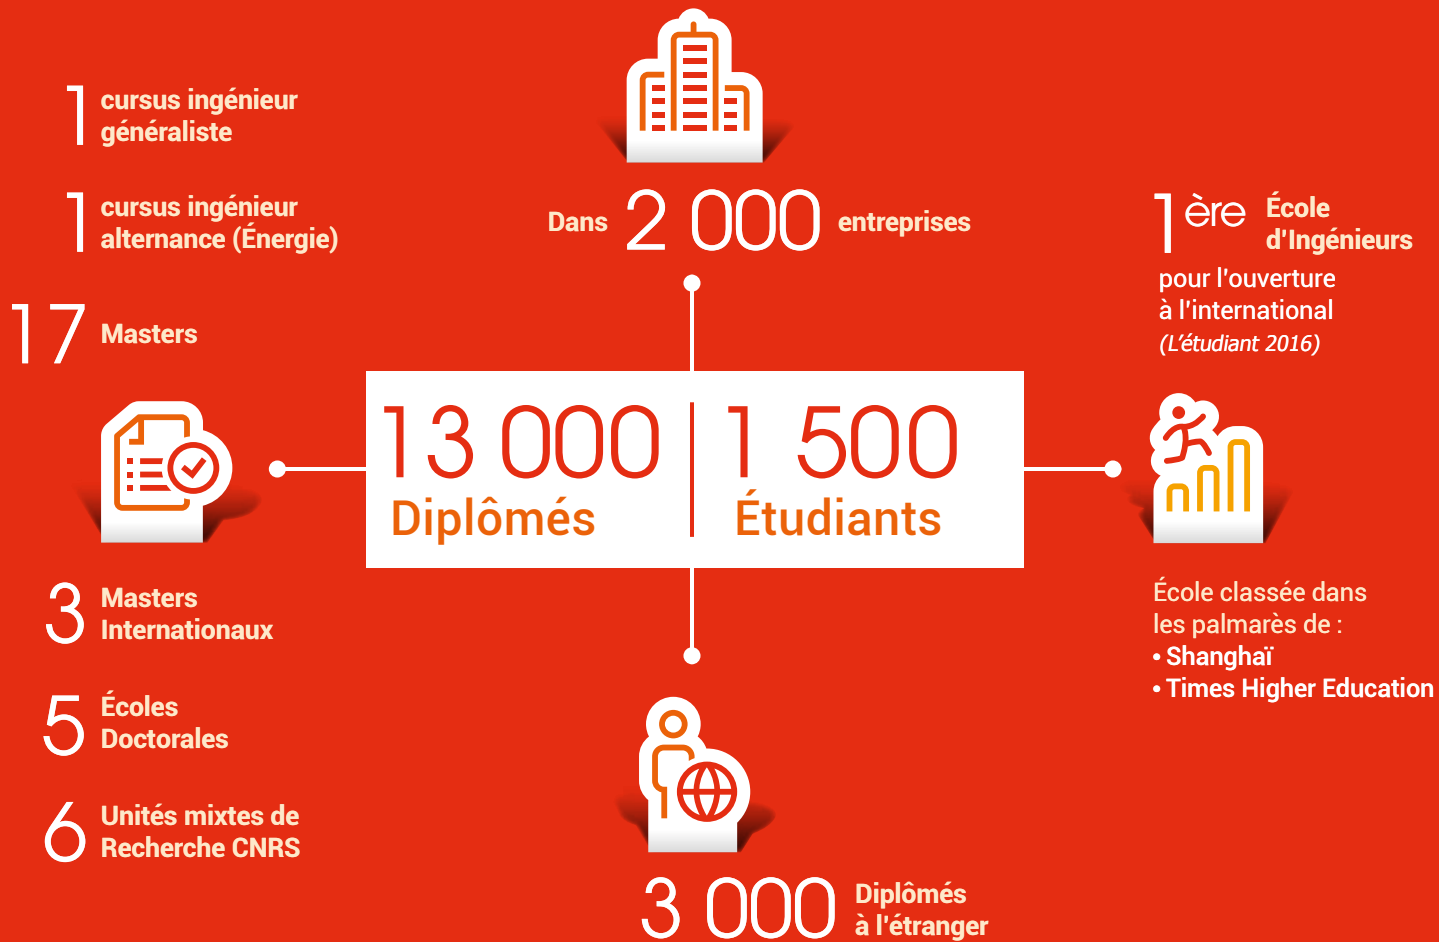 1 cursus ingénieur
généraliste
1 cursus ingénieur
alternance (Énergie)
17 Masters
3 Masters
Internationaux
5 Écoles
Doctorales
6 Unités mixtes de
Recherche CNRS
Dans 2 000 entreprises
13 000
Diplômés
1 500
Étudiants
3 000 Diplômés
à l'étranger
1ère École
d'Ingénieurs
pour l'ouverture
à l'international
(L'étudiant 2016)
École classée dans
les palmarès de :
• Shanghaï
• Times Higher Education